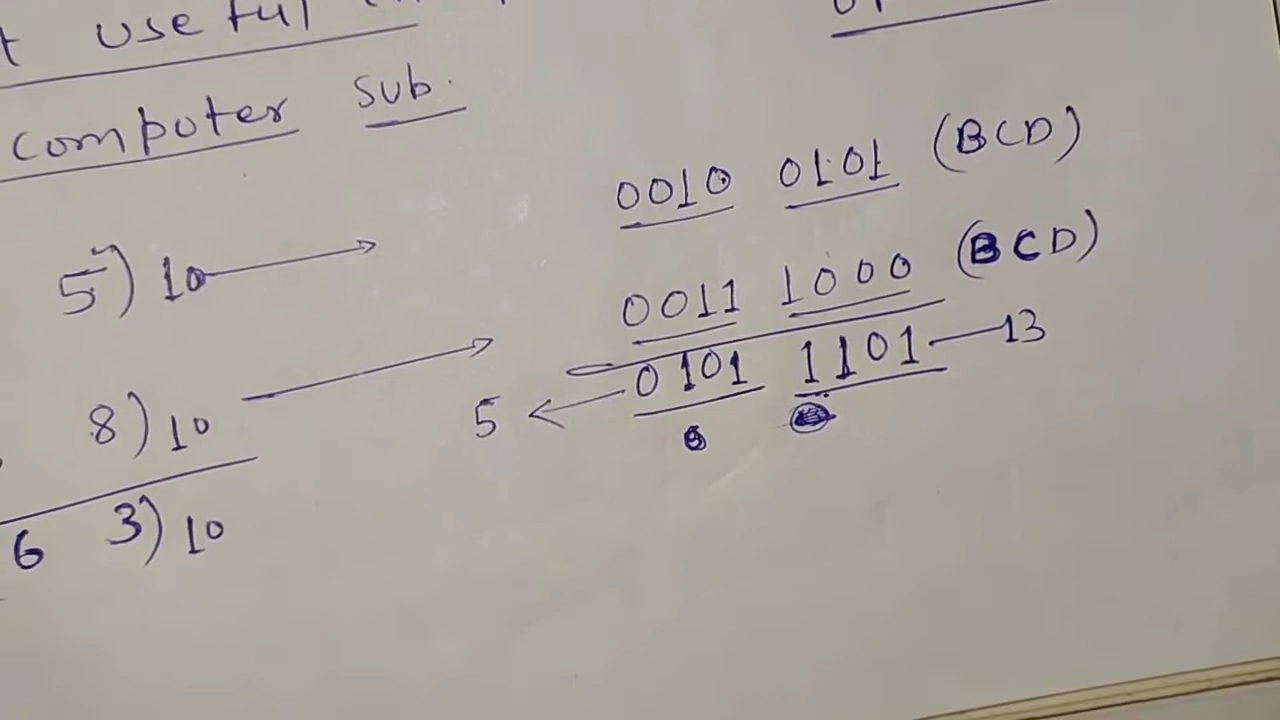 useful
computer sub.
0010 0101 (BCD)
5)10
0011 1000 (BCD)
0101 1101 13
5
8)10
6 3)10